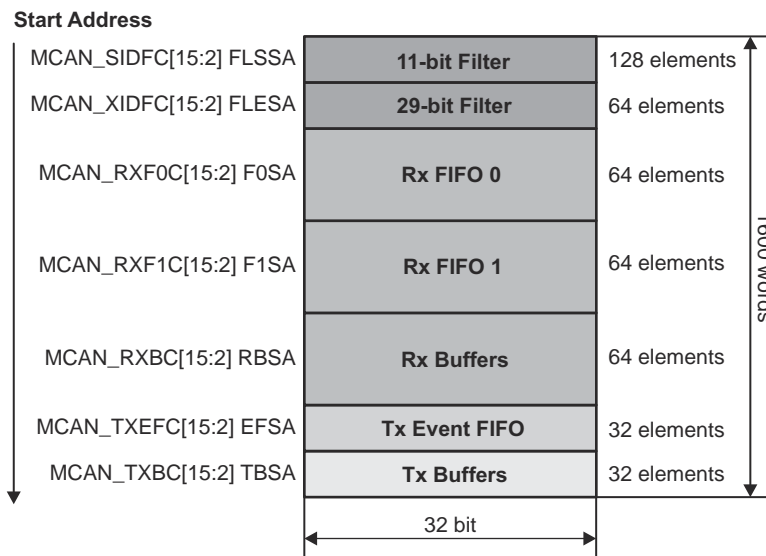 Start Address
MCAN_SIDFC[15:2] FLSSA 11-bit Filter 128 elements
MCAN_XIDFC[15:2] FLESA 29-bit Filter 64 elements
MCAN_RXF0C[15:2] F0SA Rx FIFO 0 64 elements
MCAN_RXF1C[15:2] F1SA Rx FIFO 1 64 elements
1600 words
MCAN_RXBC[15:2] RBSA Rx Buffers 64 elements
MCAN_TXEFC[15:2] EFSA Tx Event FIFO 32 elements
MCAN_TXBC[15:2] TBSA Tx Buffers 32 elements
32 bit